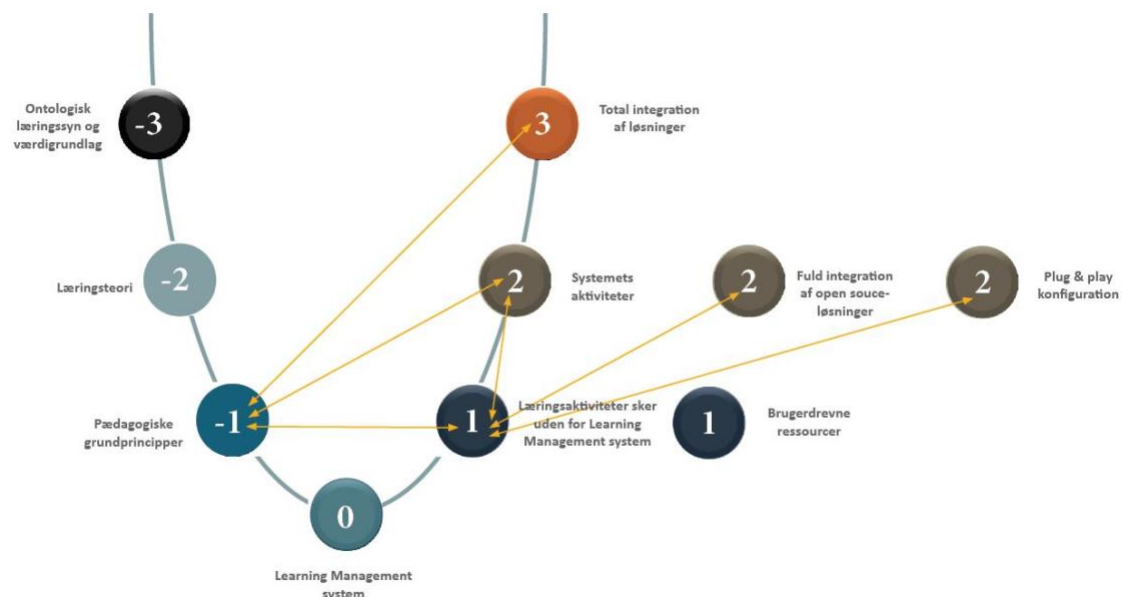 Ontologisk
læringssyn og
værdigrundlag
-3
3
Total integration
af løsninger
Læringsteori
-2
2
Systemets
aktiviteter
2
Fuld integration
af open souce-
løsninger
2
Plug & play
konfiguration
Pædagogiske
grundprincipper
-1
1
Læringsaktiviteter sker
uden for Learning
Management system
1
Brugerdrevne
ressourcer
0
Learning Management
system